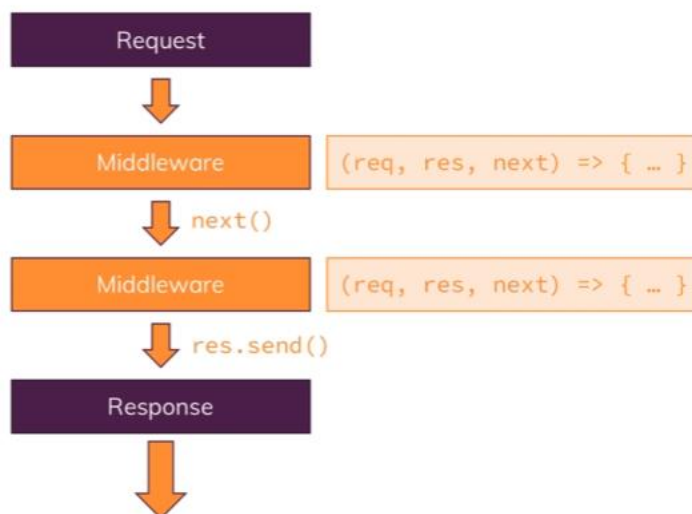 Request
Middleware
(req, res, next) => { … }
next()
Middleware
(req, res, next) => { … }
res.send()
Response